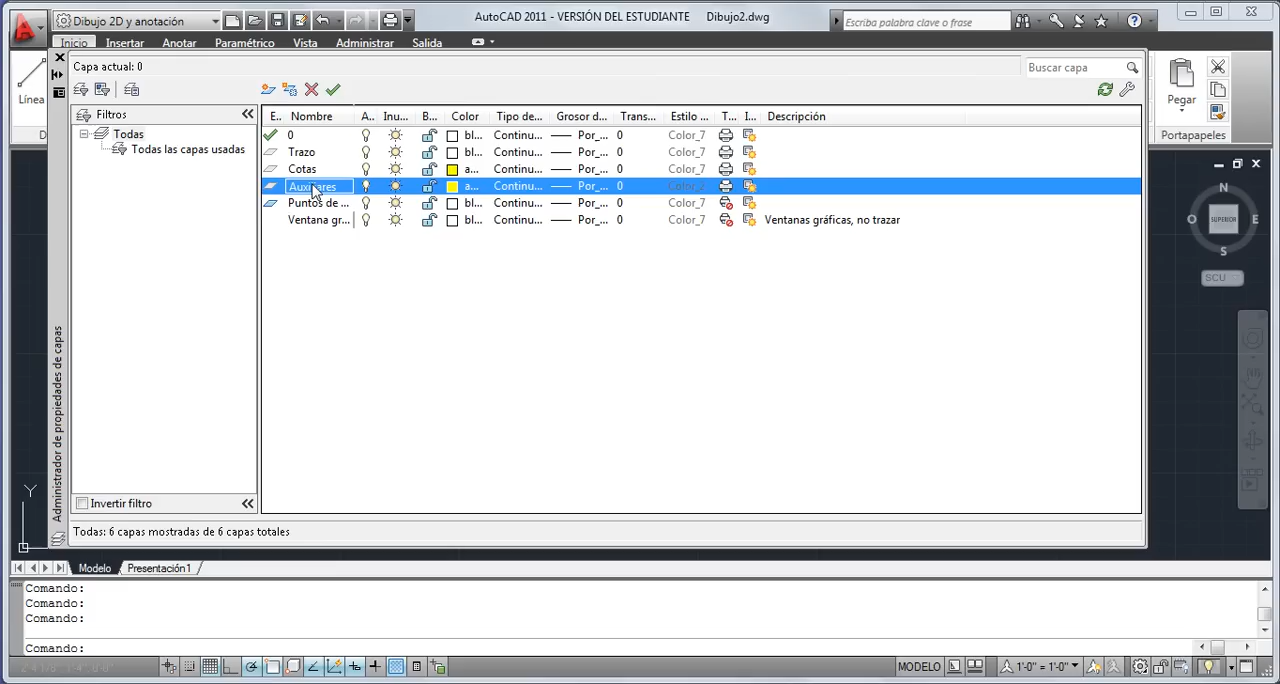 Dibujo 2D y anotación
AutoCAD 2011 - VERSIÓN DEL ESTUDIANTE Dibujo2.dwg
Escriba palabra clave o frase
Inicio Insertar Anotar Paramétrico Vista Administrar Salida
Capa actual: 0
Buscar capa
Línea
Pegar
Portapapeles
Filtros
Todas
Todas las capas usadas
E.. Nombre A.. Inu... B... Color Tipo de... Grosor d... Trans... Estilo ... T... I... Descripción
0 bl... Continu... Por_... 0 Color_7
Trazo bl... Continu... Por_... 0 Color_7
Cotas a... Continu... Por_... 0 Color_7
Auxiliares a... Continu... Por_... 0 Color_2
Puntos de ... bl... Continu... Por_... 0 Color_7
Ventana gr... bl... Continu... Por_... 0 Color_7 Ventanas gráficas, no trazar
N
O SUPERIOR E
S
SCU
Administrador de propiedades de capas
Invertir filtro
Todas: 6 capas mostradas de 6 capas totales
Y
Modelo Presentación1
Comando:
Comando:
Comando:
Comando:
MODELO 1'-0" = 1'-0"